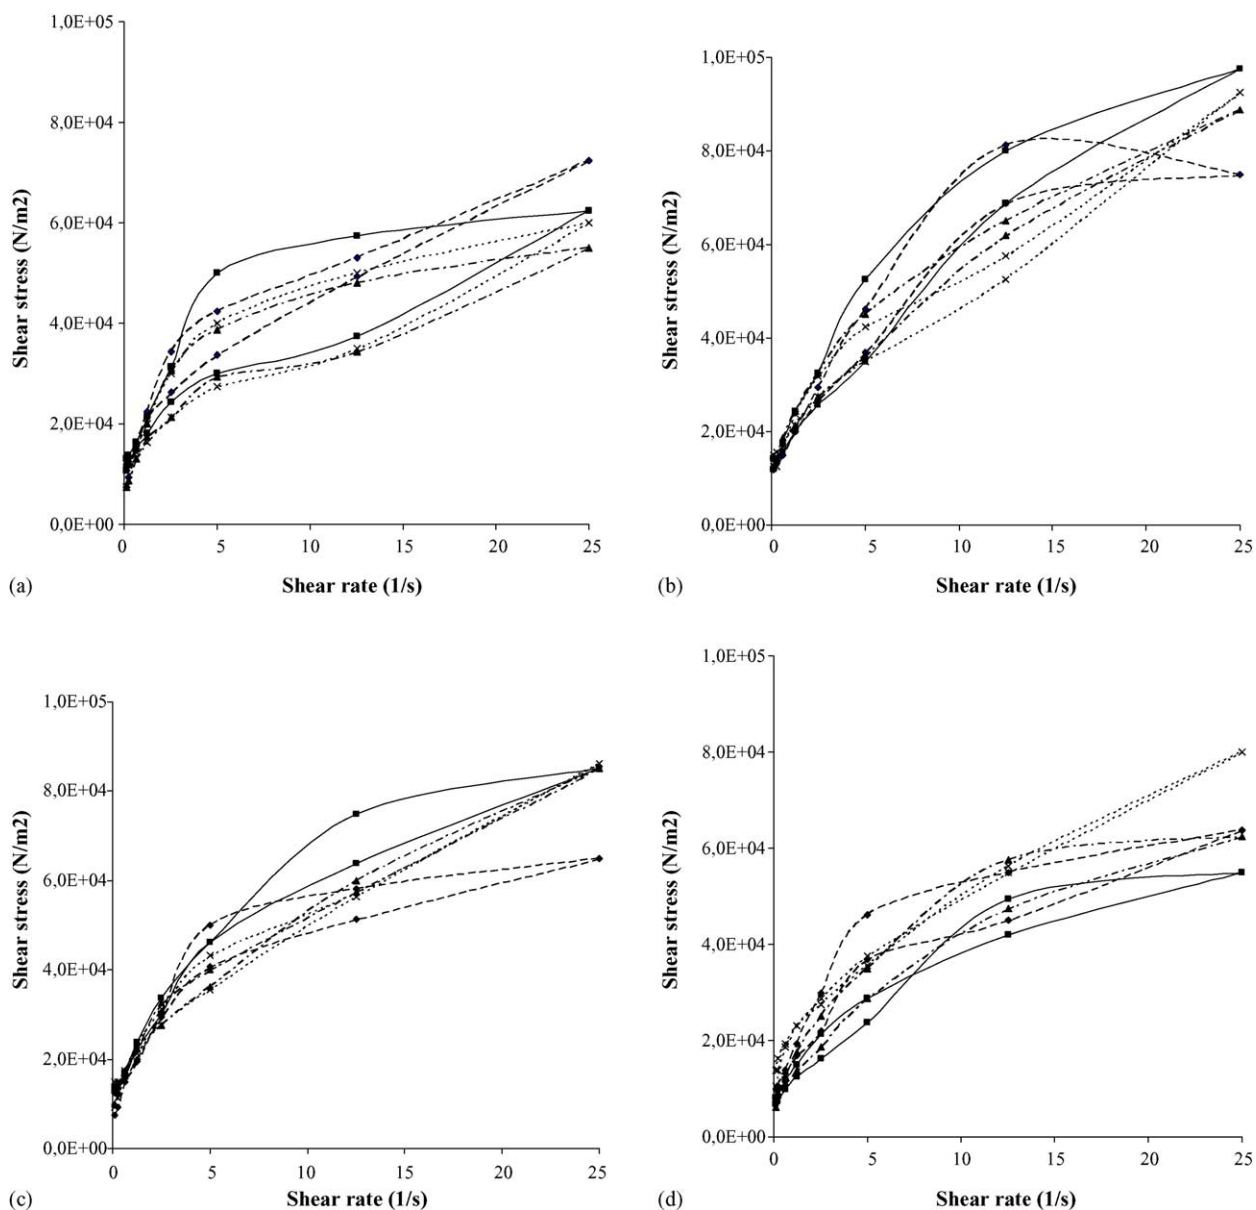 1,0E+05
8,0E+04
6,0E+04
4,0E+04
2,0E+04
0,0E+00
Shear stress (N/m2)
0 5 10 15 20 25
(a) Shear rate (1/s)
1,0E+05
8,0E+04
6,0E+04
4,0E+04
2,0E+04
0,0E+00
Shear stress (N/m2)
0 5 10 15 20 25
(b) Shear rate (1/s)
1,0E+05
8,0E+04
6,0E+04
4,0E+04
2,0E+04
0,0E+00
Shear stress (N/m2)
0 5 10 15 20 25
(c) Shear rate (1/s)
1,0E+05
8,0E+04
6,0E+04
4,0E+04
2,0E+04
0,0E+00
Shear stress (N/m2)
0 5 10 15 20 25
(d) Shear rate (1/s)